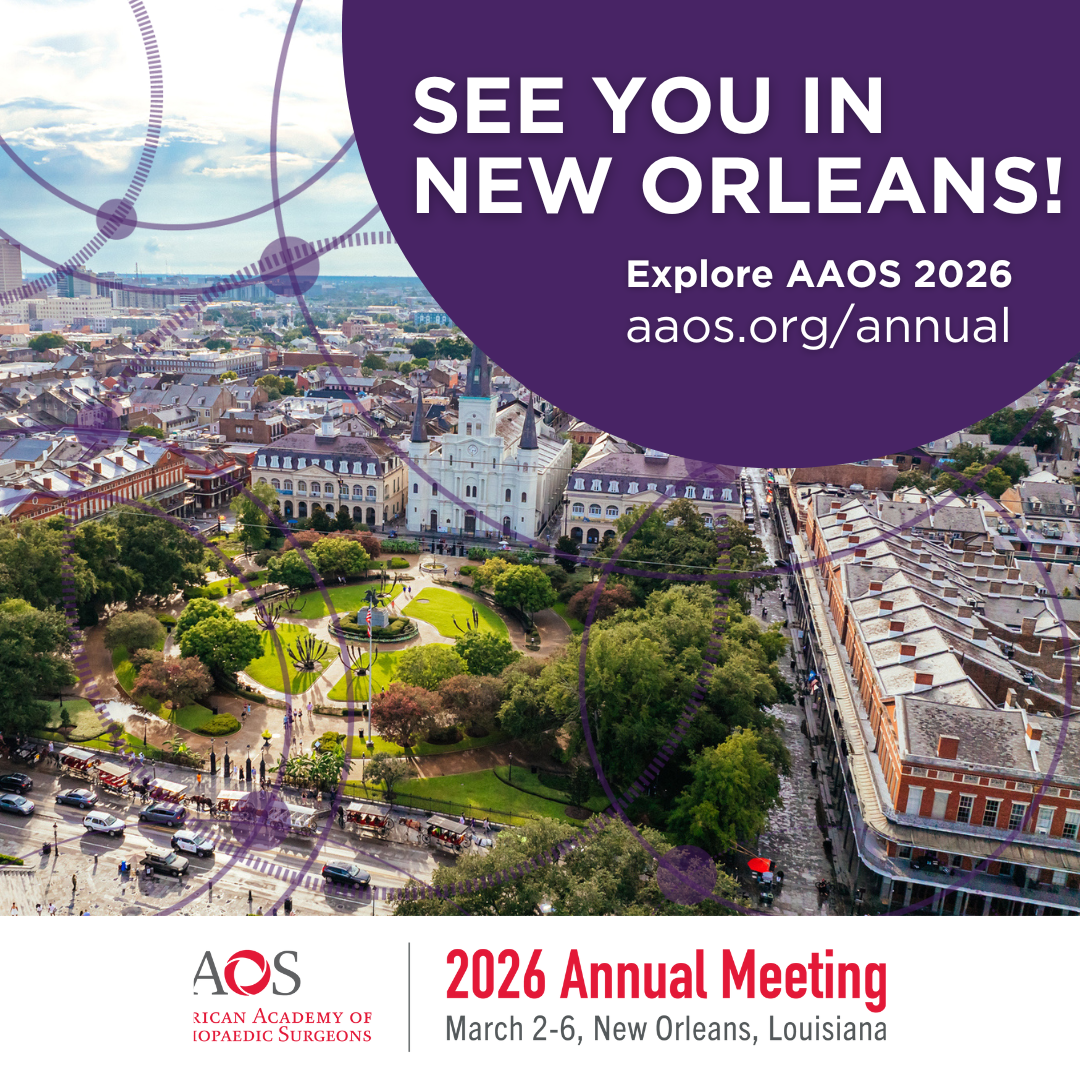 SEE YOU IN
NEW ORLEANS!
Explore AAOS 2026
aaos.org/annual
AOS
RICAN ACADEMY OF
OPAEDIC SURGEONS
2026 Annual Meeting
March 2-6, New Orleans, Louisiana